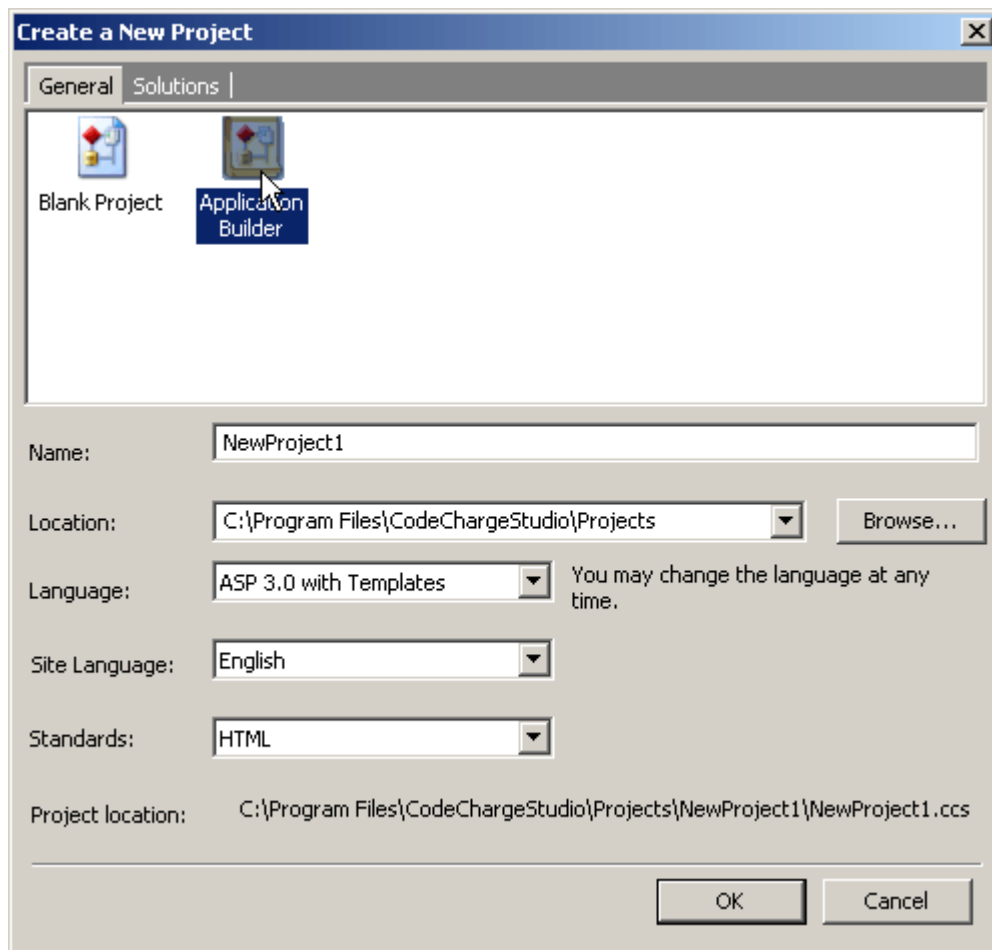 Create a New Project
General Solutions
Blank Project
Application
Builder
Name: NewProject1
Location: C:\Program Files\CodeChargeStudio\Projects Browse...
Language: ASP 3.0 with Templates You may change the language at any
time.
Site Language: English
Standards: HTML
Project location: C:\Program Files\CodeChargeStudio\Projects\NewProject1\NewProject1.ccs
OK Cancel